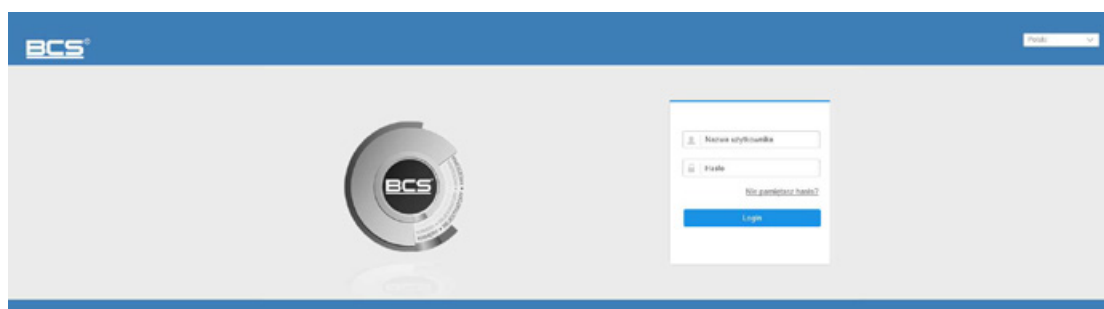 BCS®
Polski
BCS
Nazwa użytkownika
Hasło
Nie pamiętasz hasła?
Login